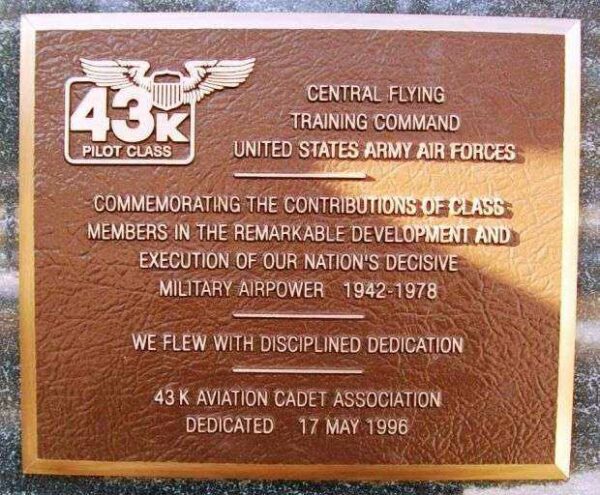 43K
PILOT CLASS
CENTRAL FLYING
TRAINING COMMAND
UNITED STATES ARMY AIR FORCES
COMMEMORATING THE CONTRIBUTIONS OF CLASS
MEMBERS IN THE REMARKABLE DEVELOPMENT AND
EXECUTION OF OUR NATION'S DECISIVE
MILITARY AIRPOWER 1942-1978
WE FLEW WITH DISCIPLINED DEDICATION
43 K AVIATION CADET ASSOCIATION
DEDICATED 17 MAY 1996